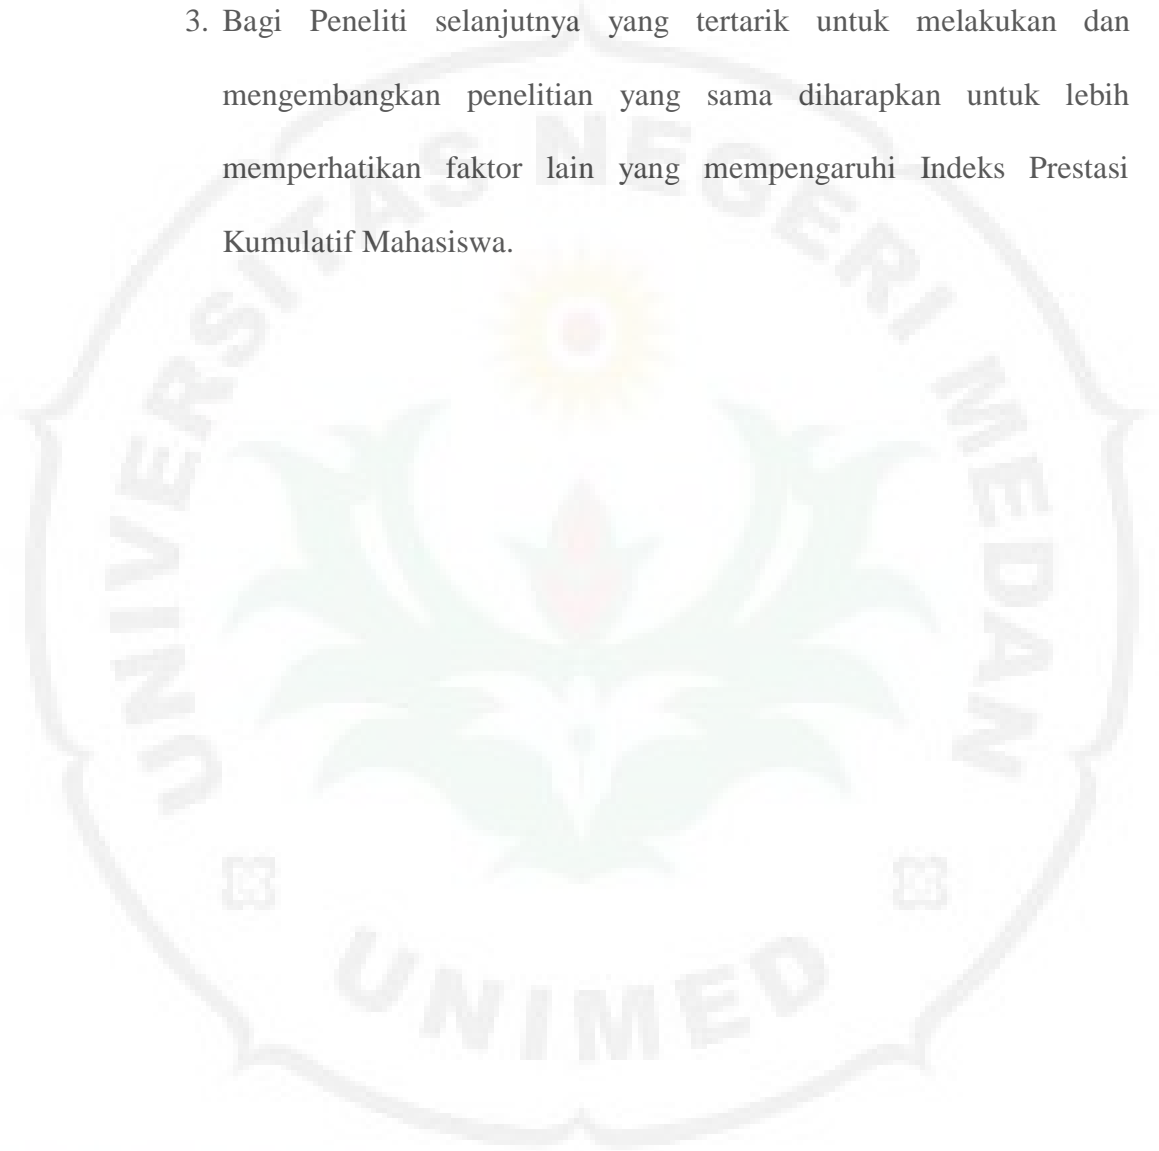 3. Bagi Peneliti selanjutnya yang tertarik untuk melakukan dan
mengembangkan penelitian yang sama diharapkan untuk lebih
memperhatikan faktor lain yang mempengaruhi Indeks Prestasi
Kumulatif Mahasiswa.
UNIVERSITAS NEGERI MEDAN
UNIMED